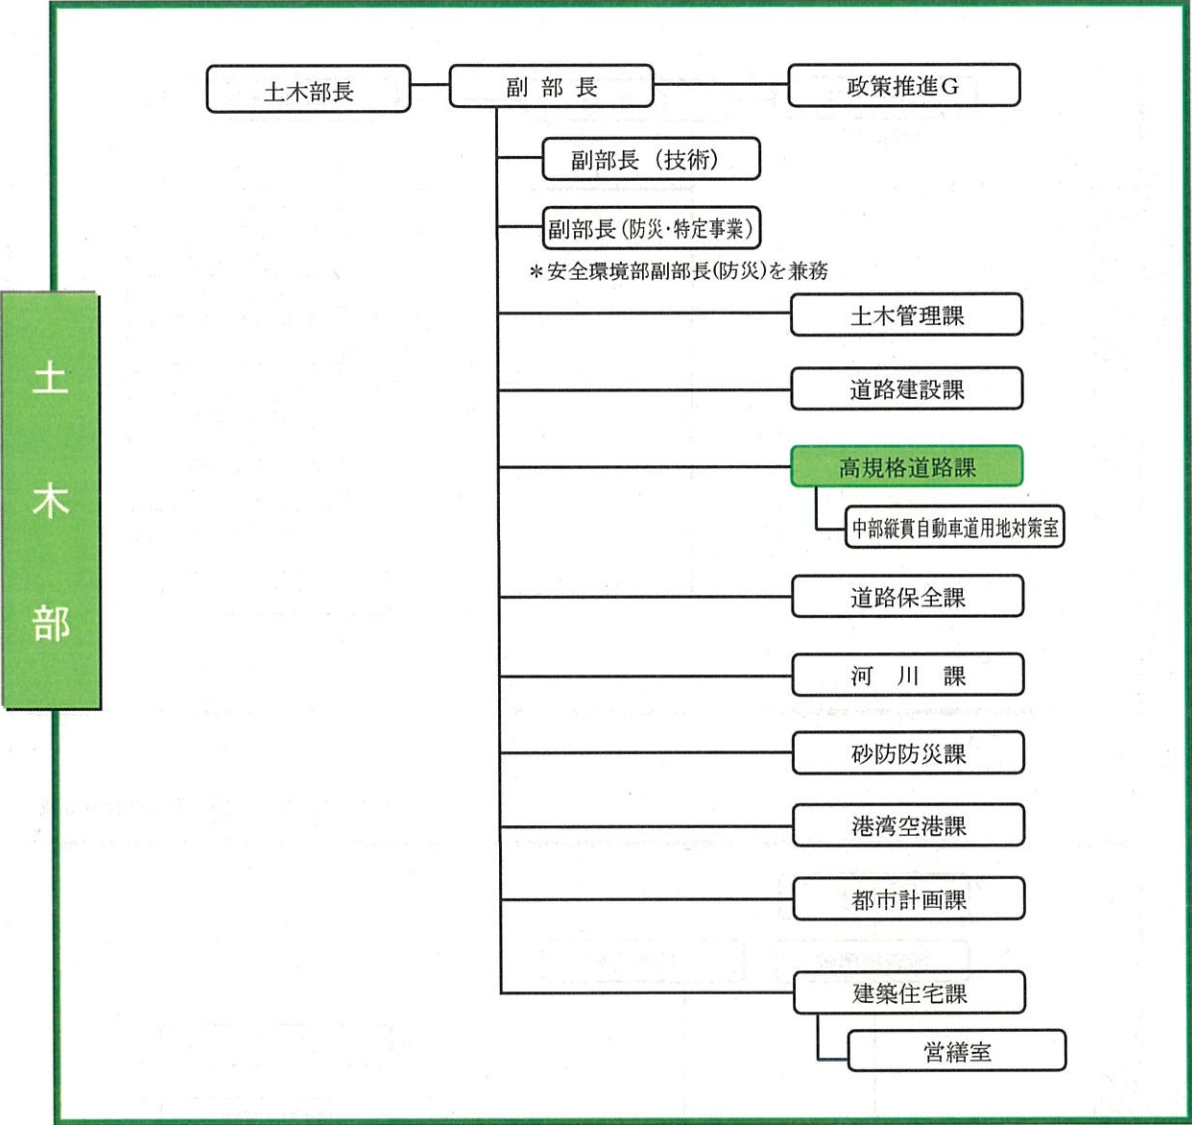 土木部
土木部長
副部長
政策推進G
副部長（技術）
副部長（防災・特定事業）
＊安全環境部副部長(防災)を兼務
土木管理課
道路建設課
高規格道路課
中部縦貫自動車道用地対策室
道路保全課
河川課
砂防防災課
港湾空港課
都市計画課
建築住宅課
営繕室